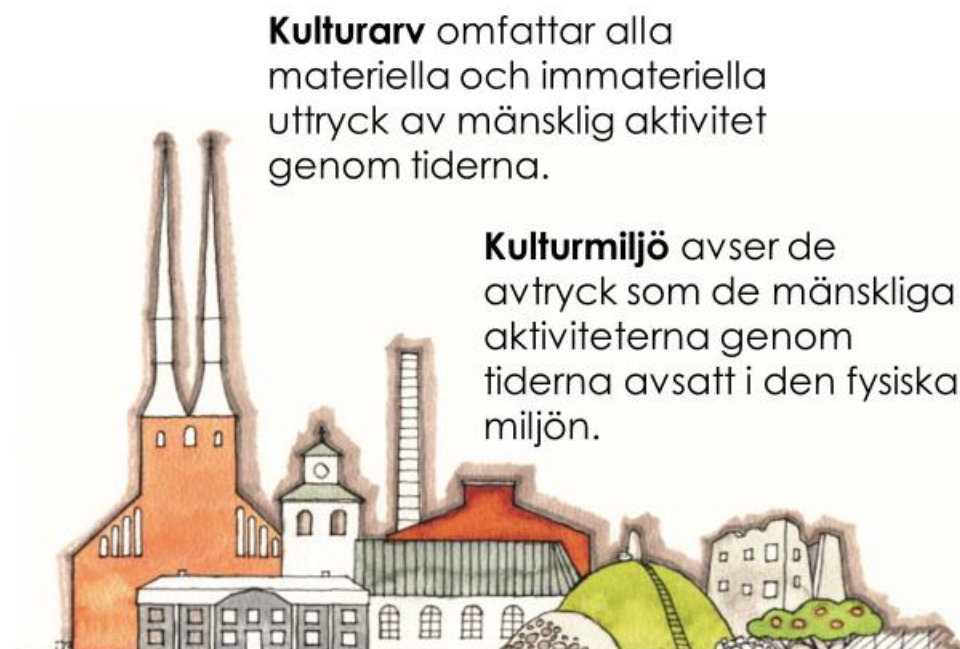 Kulturarv omfattar alla
materiella och immateriella
uttryck av mänsklig aktivitet
genom tiderna.
Kulturmiljö avser de
avtryck som de mänskliga
aktiviteterna genom
tiderna avsatt i den fysiska
miljön.